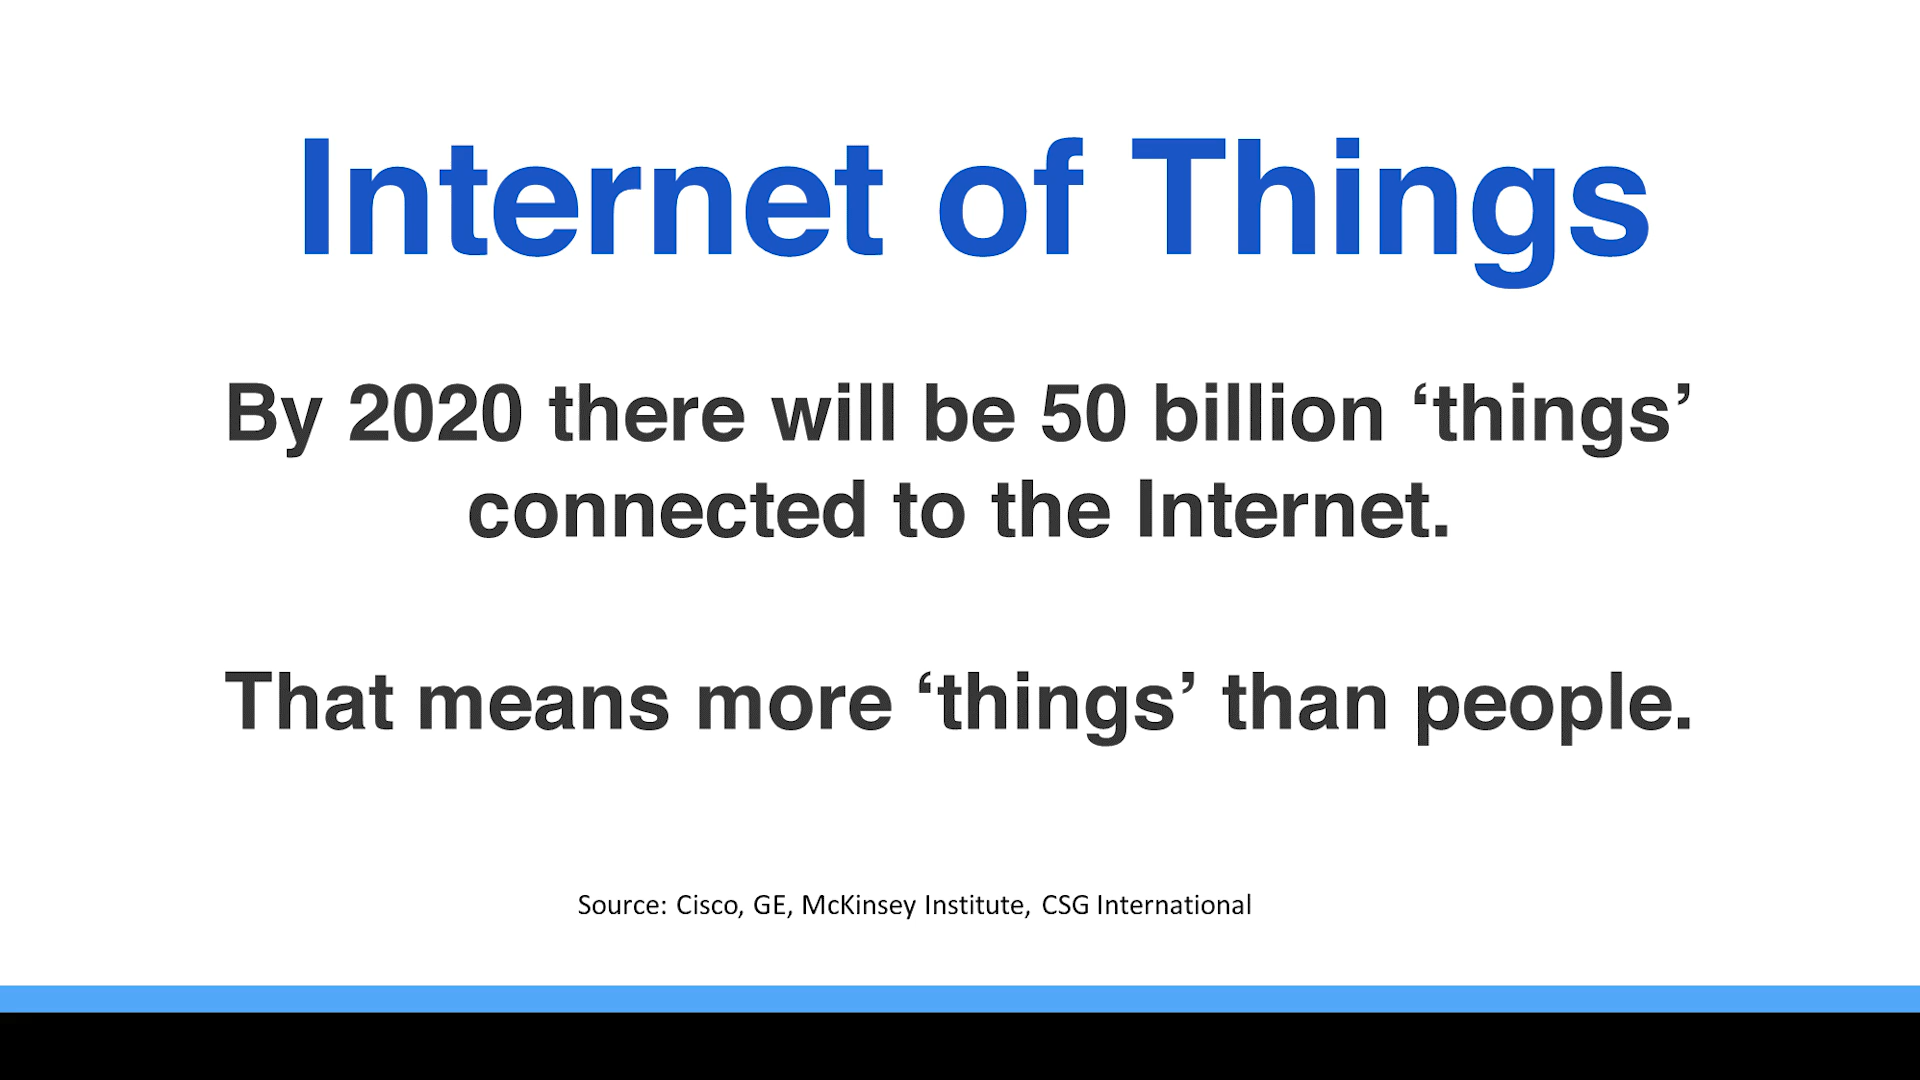 Internet of Things
By 2020 there will be 50 billion ‘things’
connected to the Internet.
That means more ‘things’ than people.
Source: Cisco, GE, McKinsey Institute, CSG International